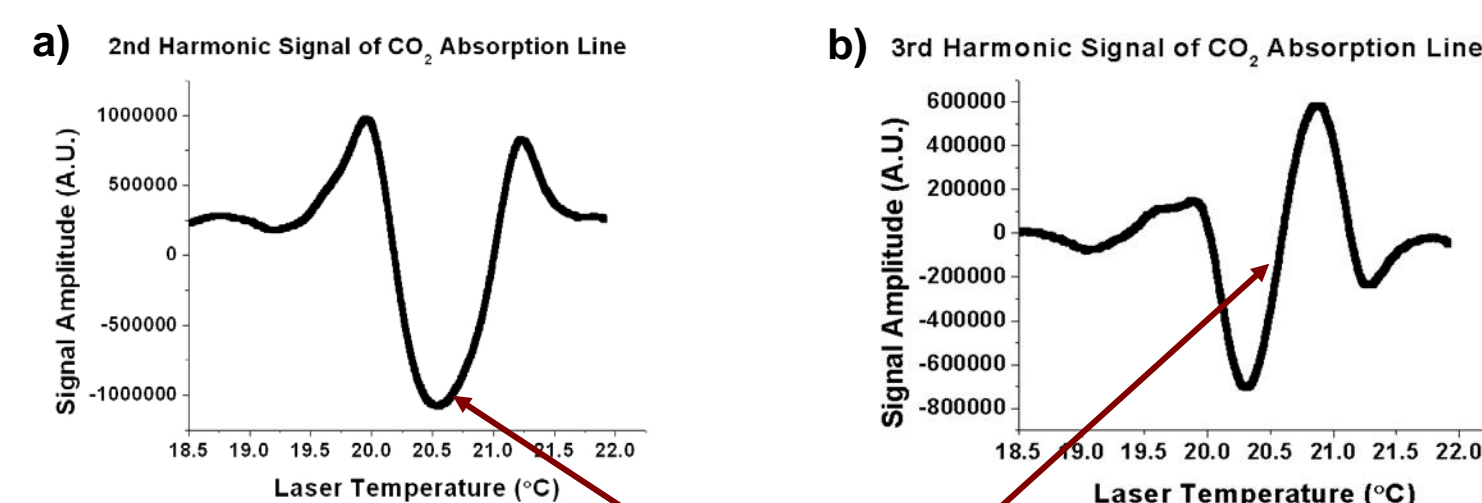 a) 2nd Harmonic Signal of CO₂ Absorption Line
Signal Amplitude (A.U.)
1000000
500000
0
-500000
-1000000
18.5 19.0 19.5 20.0 20.5 21.0 21.5 22.0
Laser Temperature (°C)
b) 3rd Harmonic Signal of CO₂ Absorption Line
Signal Amplitude (A.U.)
600000
400000
200000
0
-200000
-400000
-600000
-800000
18.5 19.0 19.5 20.0 20.5 21.0 21.5 22.0
Laser Temperature (°C)